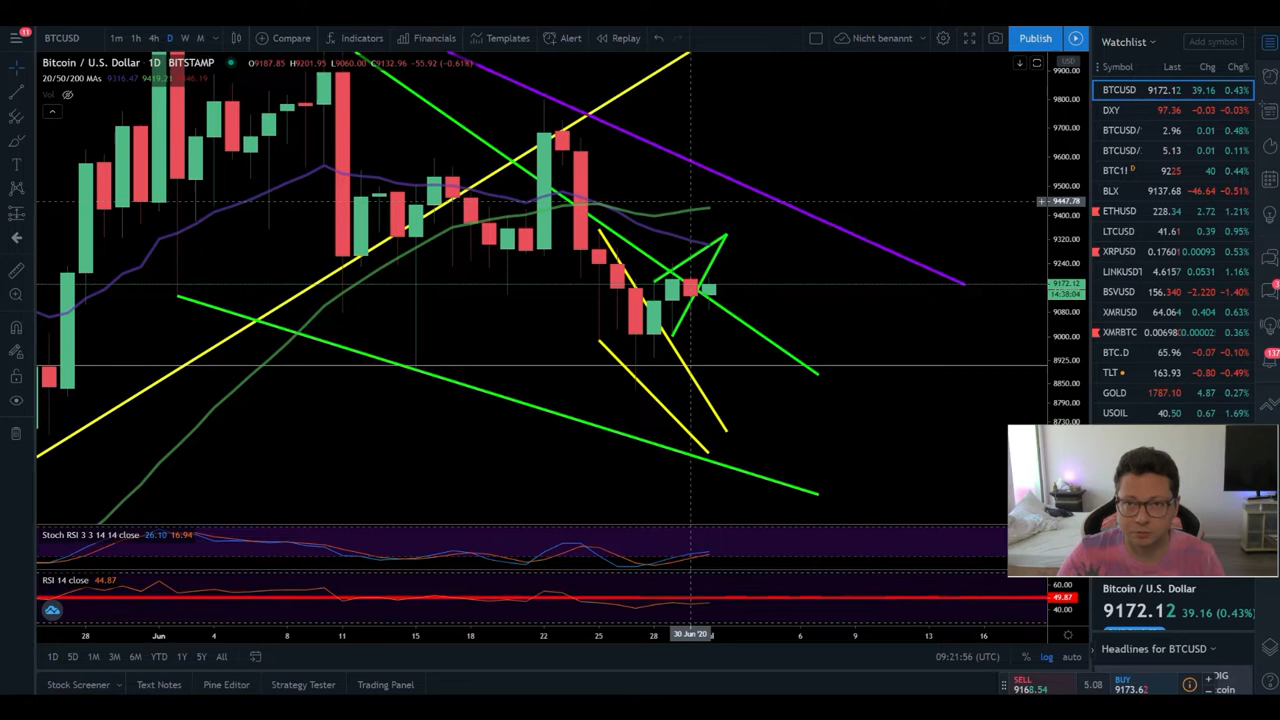 11
BTCUSD 1m 1h 4h D W M Compare Indicators Financials Templates Alert Replay Nicht benannt Publish
Watchlist Add symbol
Bitcoin / U.S. Dollar · 1D BITSTAMP O9187.85 H9201.95 L9060.00 C9132.96 -55.92 (-0.61%)
20/50/200 MAs 9316.47 9419.21
Vol
USD
9900.00
9800.00
9700.00
9600.00
9500.00
9447.78
9400.00
9320.00
9240.00
9172.12
14:38:04
9080.00
9000.00
8925.00
8850.00
8790.00
8730.00
Symbol Last Chg Chg%
BTCUSD 9172.12 39.16 0.43%
DXY 97.36 -0.03 -0.03%
BTCUSD/ 2.96 0.01 0.48%
BTCUSD/ 5.13 0.01 0.11%
BTC1! D 9225 40 0.44%
BLX 9137.68 -46.64 -0.51%
ETHUSD 228.34 2.72 1.21%
LTCUSD 41.61 0.39 0.95%
XRPUSD 0.1760 0.00093 0.53%
LINKUSD 4.6157 0.0531 1.16%
BSVUSD 156.340 -2.220 -1.40%
XMRUSD 64.064 0.403 0.63%
XMRBTC 0.00698 0.00002 0.36%
BTC.D 65.96 -0.07 -0.10%
TLT 163.93 -0.80 -0.49%
GOLD 1787.10 4.87 0.27%
USOIL 40.50 0.67 1.69%
137
Stoch RSI 3 3 14 14 close 26.10 16.94
RSI 14 close 44.87
60.00
49.87
40.00
28 Jun 4 8 11 15 18 22 25 28 30 Jun '20 6 9 13 16
1D 5D 1M 3M 6M YTD 1Y 5Y All 09:21:56 (UTC) % log auto
Stock Screener Text Notes Pine Editor Strategy Tester Trading Panel
Bitcoin / U.S. Dollar
9172.12 39.16 (0.43%)
Headlines for BTCUSD
SELL
9168.54
5.08
BUY
9173.62